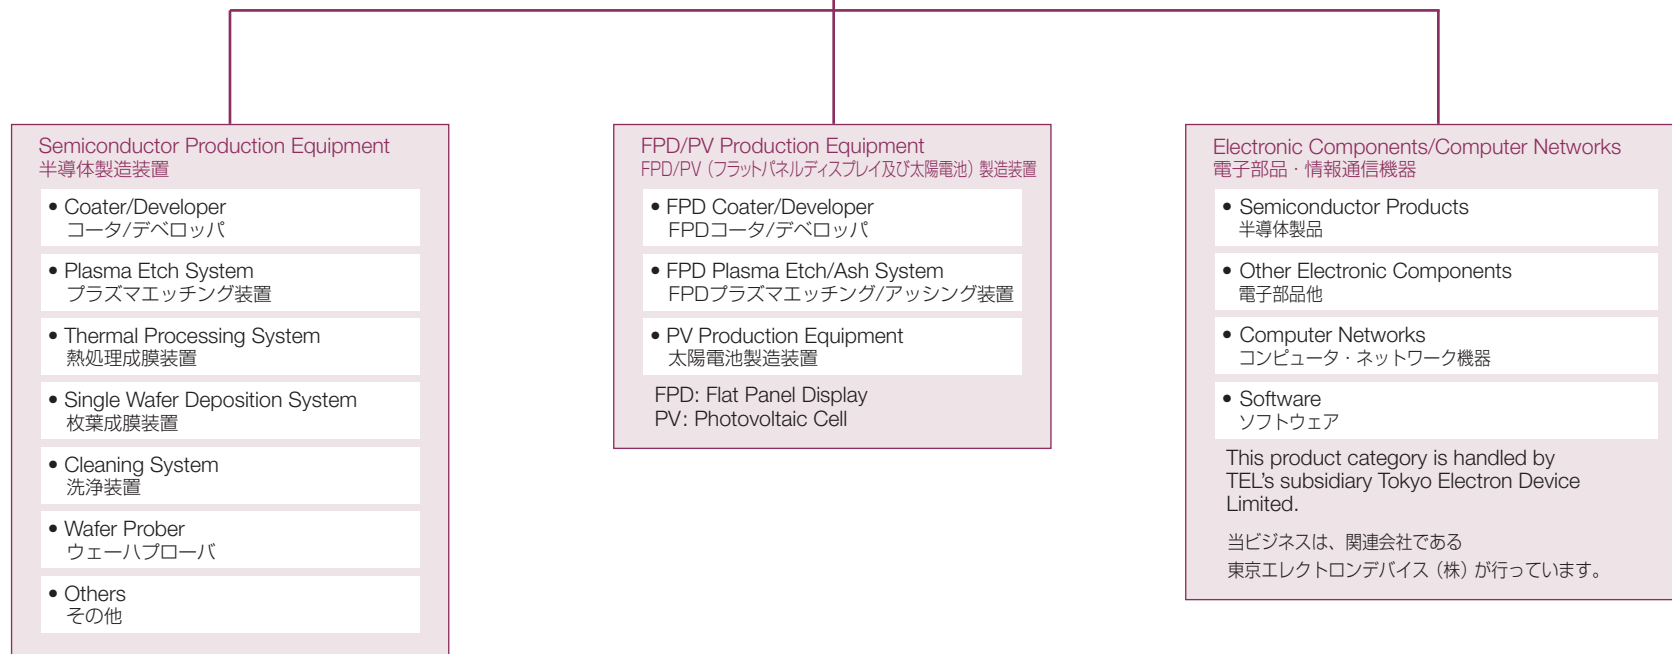 Semiconductor Production Equipment
半導体製造装置
• Coater/Developer
コータ/デベロッパ
• Plasma Etch System
プラズマエッチング装置
• Thermal Processing System
熱処理成膜装置
• Single Wafer Deposition System
枚葉成膜装置
• Cleaning System
洗浄装置
• Wafer Prober
ウェーハプローバ
• Others
その他
FPD/PV Production Equipment
FPD/PV（フラットパネルディスプレイ及び太陽電池）製造装置
• FPD Coater/Developer
FPDコータ/デベロッパ
• FPD Plasma Etch/Ash System
FPDプラズマエッチング/アッシング装置
• PV Production Equipment
太陽電池製造装置
FPD: Flat Panel Display
PV: Photovoltaic Cell
Electronic Components/Computer Networks
電子部品・情報通信機器
• Semiconductor Products
半導体製品
• Other Electronic Components
電子部品他
• Computer Networks
コンピュータ・ネットワーク機器
• Software
ソフトウェア
This product category is handled by
TEL's subsidiary Tokyo Electron Device
Limited.
当ビジネスは、関連会社である
東京エレクトロンデバイス（株）が行っています。